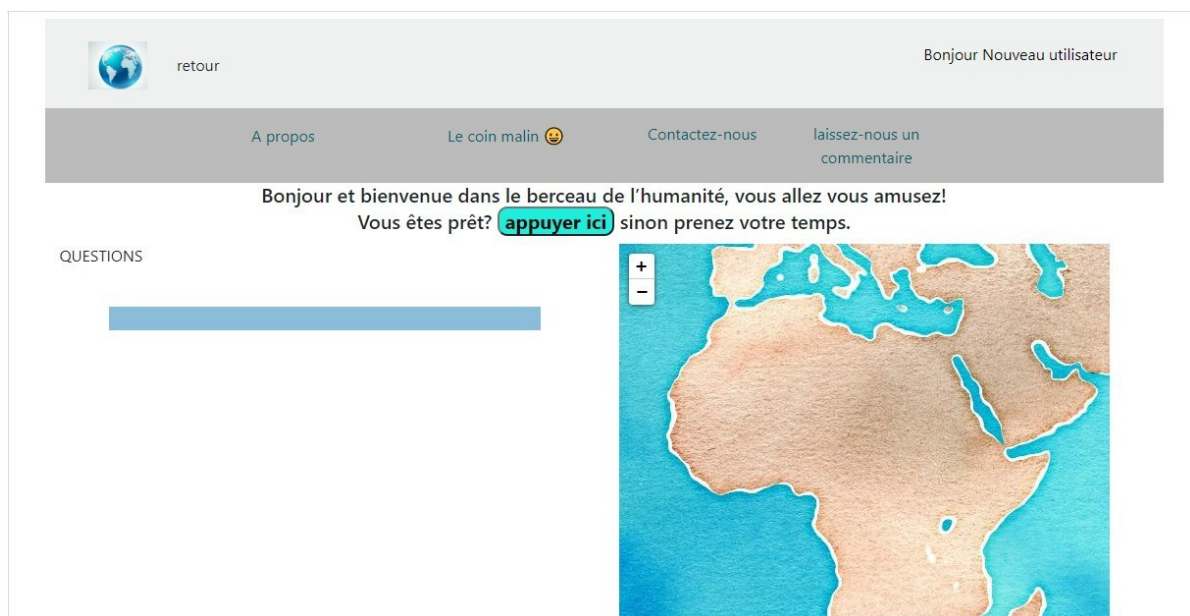 retour
Bonjour Nouveau utilisateur
A propos
Le coin malin 😀
Contactez-nous
laissez-nous un
commentaire
Bonjour et bienvenue dans le berceau de l’humanité, vous allez vous amusez!
Vous êtes prêt? appuyer ici sinon prenez votre temps.
QUESTIONS
+
−